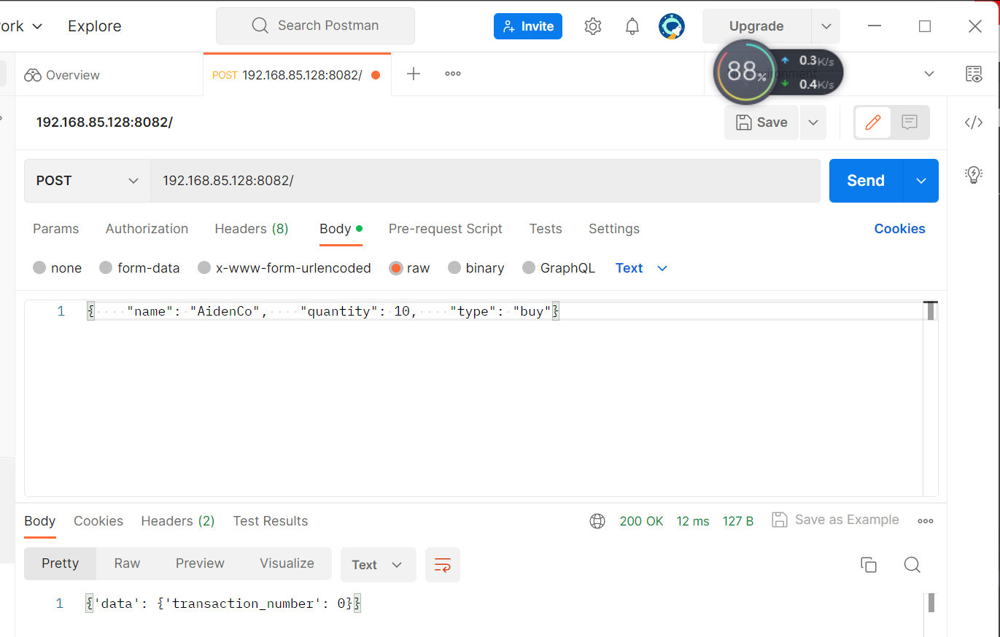 ork Explore Search Postman Invite Upgrade
Overview POST 192.168.85.128:8082/ 88% 0.3K/s
0.4K/s
192.168.85.128:8082/ Save </>
POST 192.168.85.128:8082/ Send
Params Authorization Headers (8) Body Pre-request Script Tests Settings Cookies
none form-data x-www-form-urlencoded raw binary GraphQL Text
1 {    "name": "AidenCo",    "quantity": 10,    "type": "buy"}
Body Cookies Headers (2) Test Results 200 OK 12 ms 127 B Save as Example
Pretty Raw Preview Visualize Text
1 {'data': {'transaction_number': 0}}